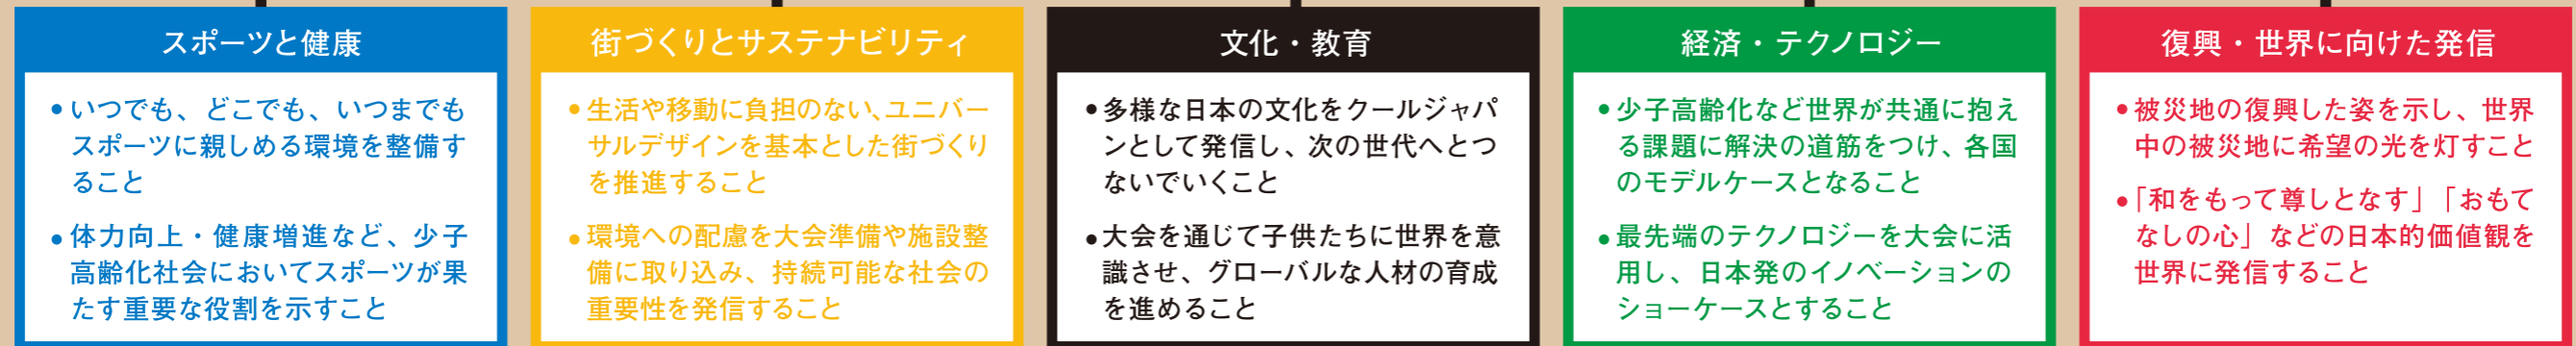 スポーツと健康
●いつでも、どこでも、いつまでも
スポーツに親しめる環境を整備す
ること
●体力向上・健康増進など、少子
高齢化社会においてスポーツが果
たす重要な役割を示すこと
街づくりとサステナビリティ
●生活や移動に負担のない、ユニバー
サルデザインを基本とした街づくり
を推進すること
●環境への配慮を大会準備や施設整
備に取り込み、持続可能な社会の
重要性を発信すること
文化・教育
●多様な日本の文化をクールジャパ
ンとして発信し、次の世代へとつ
ないでいくこと
●大会を通じて子供たちに世界を意
識させ、グローバルな人材の育成
を進めること
経済・テクノロジー
●少子高齢化など世界が共通に抱え
る課題に解決の道筋をつけ、各国
のモデルケースとなること
●最先端のテクノロジーを大会に活
用し、日本発のイノベーションの
ショーケースとすること
復興・世界に向けた発信
●被災地の復興した姿を示し、世界
中の被災地に希望の光を灯すこと
●「和をもって尊しとなす」「おもて
なしの心」などの日本的価値観を
世界に発信すること